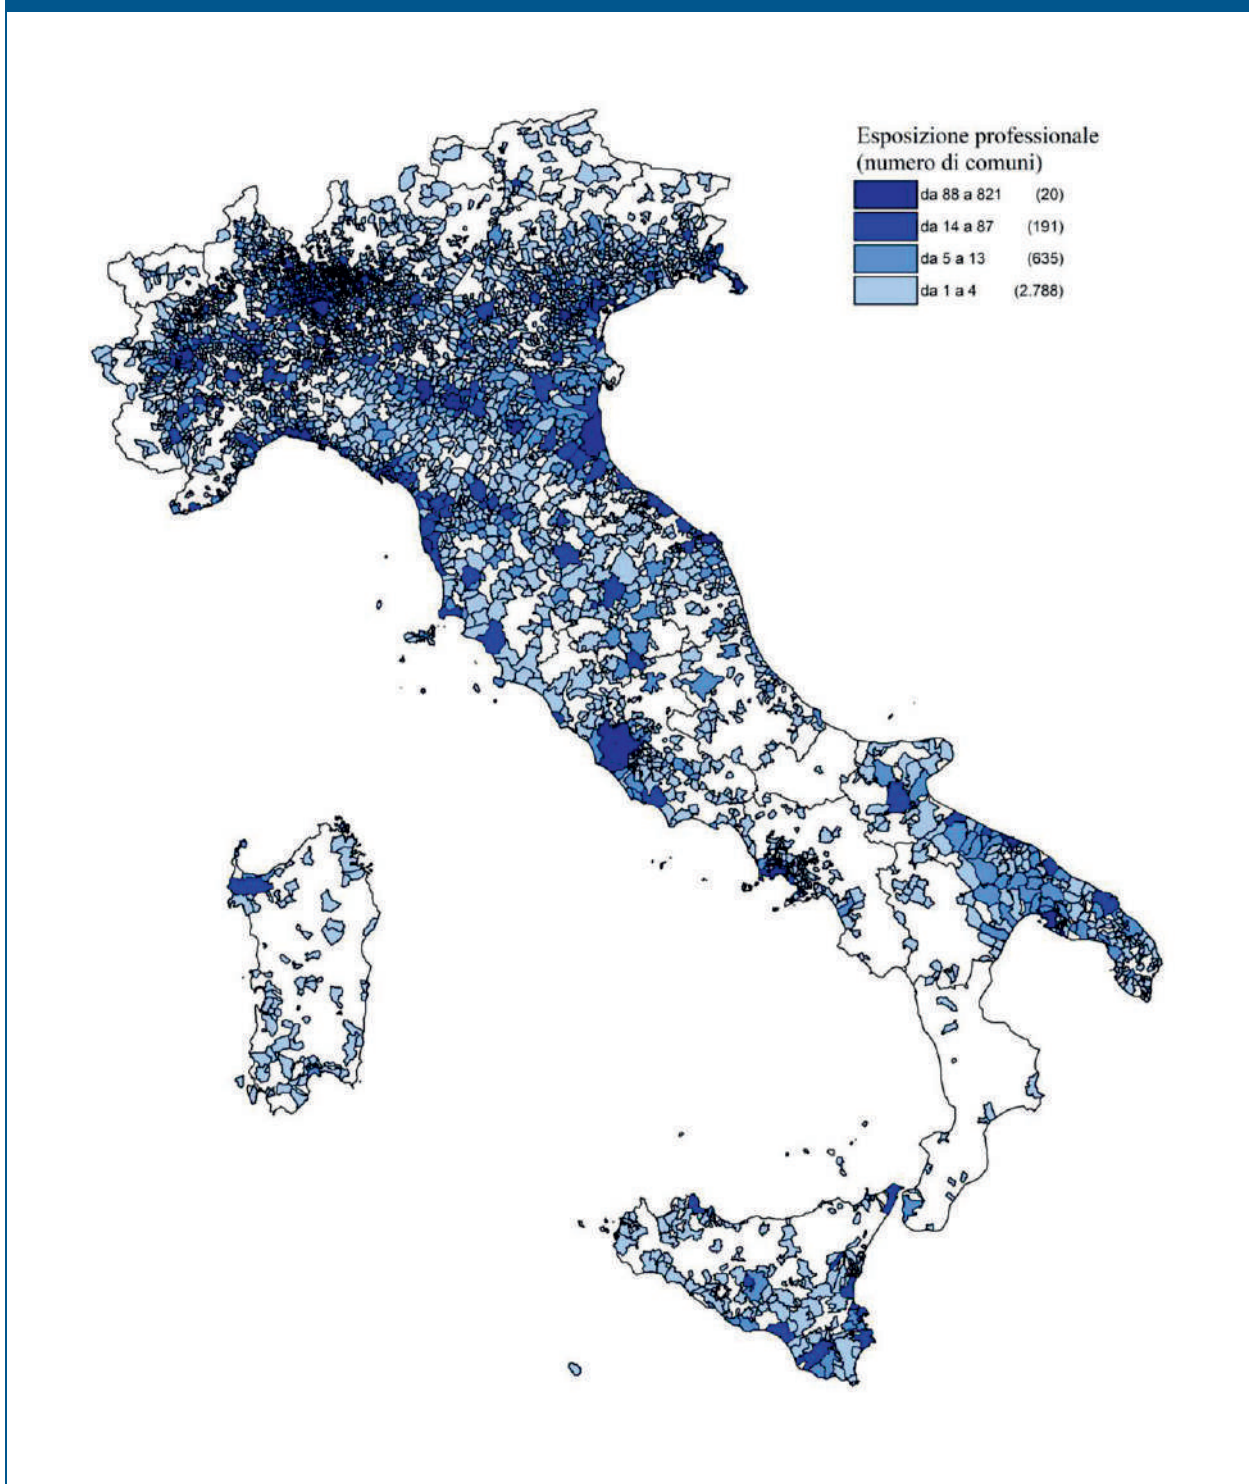 Esposizione professionale
(numero di comuni)
da 88 a 821 (20)
da 14 a 87 (191)
da 5 a 13 (635)
da 1 a 4 (2.788)